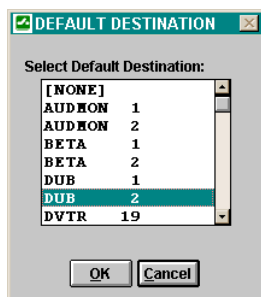 DEFAULT DESTINATION
Select Default Destination:
[NONE]
AUDMON 1
AUDMON 2
BETA 1
BETA 2
DUB 1
DUB 2
DVTR 19
OK Cancel